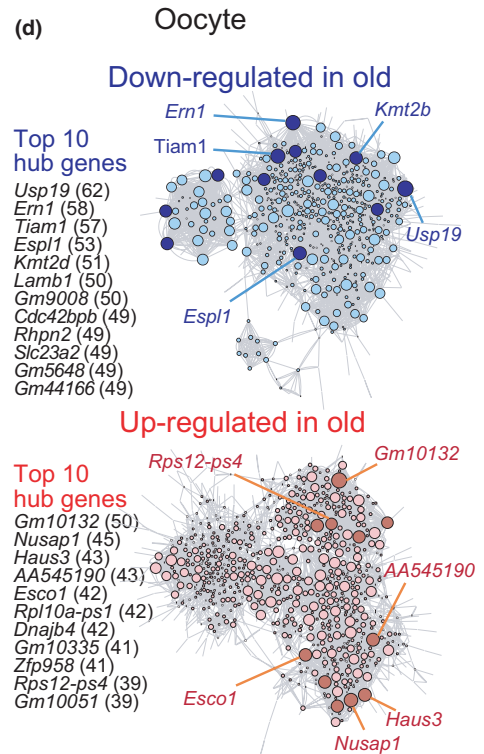 (d)
Oocyte
Down-regulated in old
Top 10
hub genes
Usp19 (62)
Ern1 (58)
Tiam1 (57)
Espl1 (53)
Kmt2d (51)
Lamb1 (50)
Gm9008 (50)
Cdc42bpb (49)
Rhpn2 (49)
Slc23a2 (49)
Gm5648 (49)
Gm44166 (49)
Ern1
Kmt2b
Tiam1
Usp19
Espl1
Up-regulated in old
Top 10
hub genes
Gm10132 (50)
Nusap1 (45)
Haus3 (43)
AA545190 (43)
Esco1 (42)
Rpl10a-ps1 (42)
Dnajb4 (42)
Gm10335 (41)
Zfp958 (41)
Rps12-ps4 (39)
Gm10051 (39)
Rps12-ps4
Gm10132
AA545190
Esco1
Haus3
Nusap1